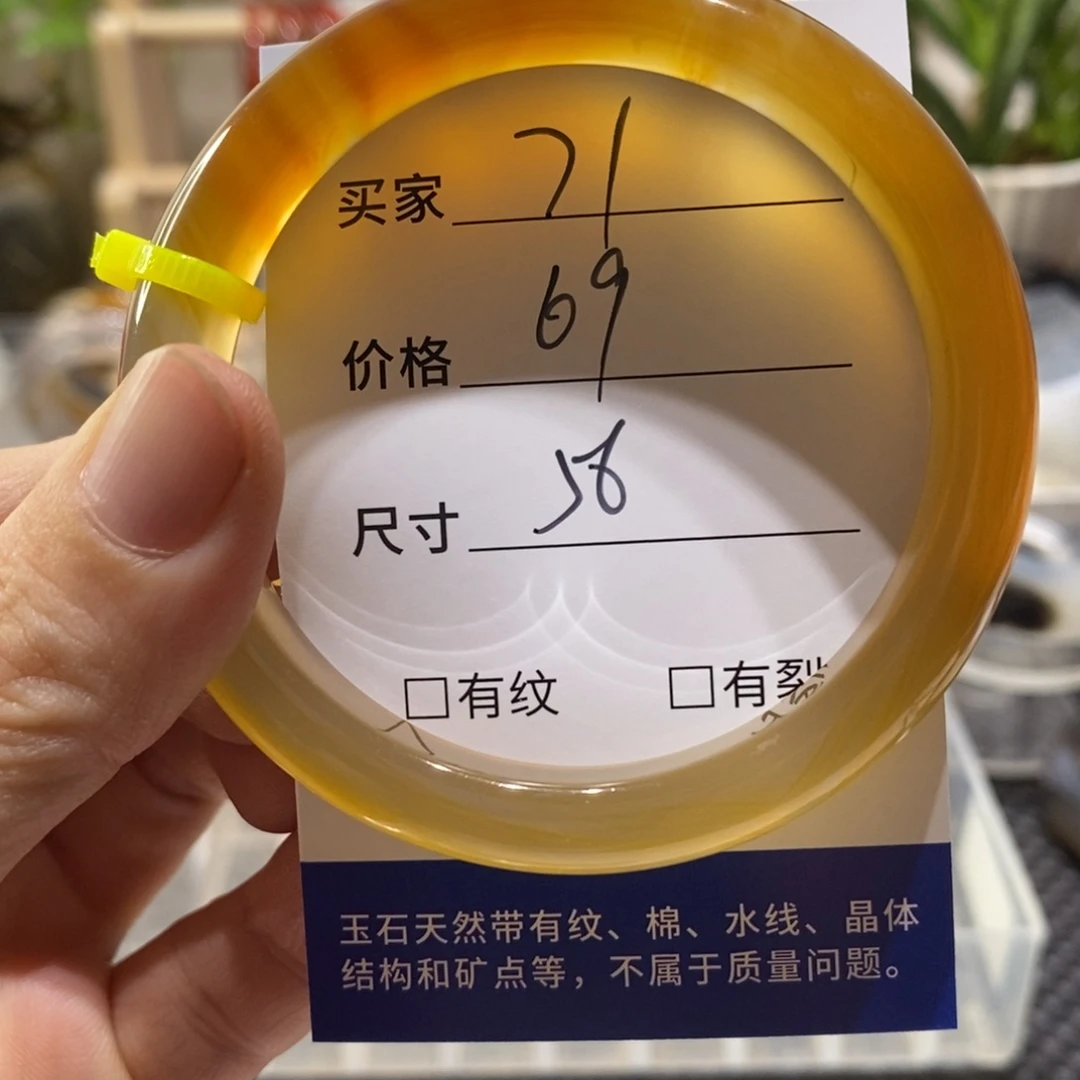 买家 71
价格 69
尺寸 58
□有纹 □有裂
玉石天然带有纹、棉、水线、晶体
结构和矿点等，不属于质量问题。